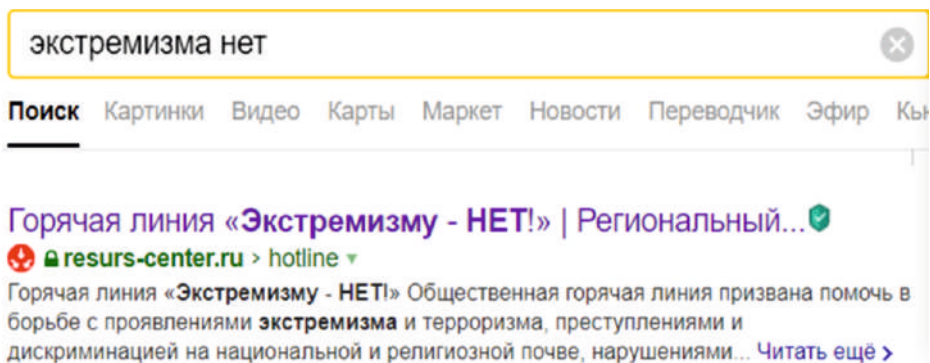 экстремизма нет
Поиск Картинки Видео Карты Маркет Новости Переводчик Эфир
Горячая линия «Экстремизму - НЕТ!» | Региональный...
resurs-center.ru › hotline
Горячая линия «Экстремизму - НЕТ!» Общественная горячая линия призвана помочь в
борьбе с проявлениями экстремизма и терроризма, преступлениями и
дискриминацией на национальной и религиозной почве, нарушениями... Читать ещё ›